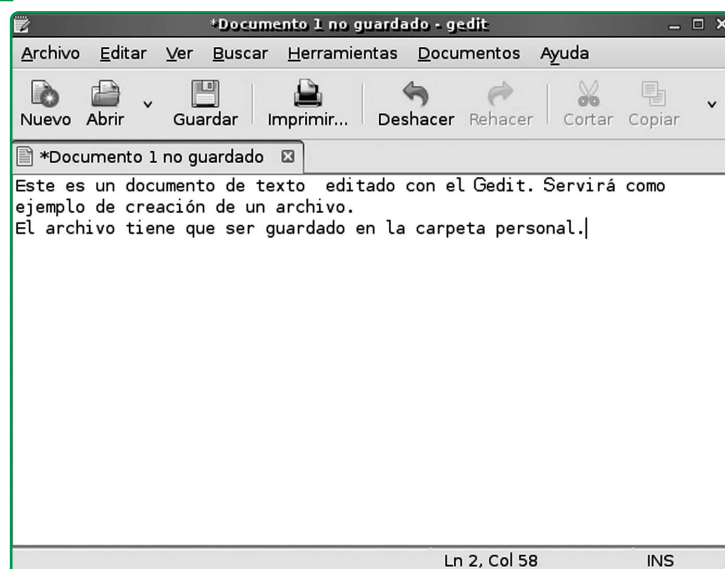 *Documento 1 no guardado - gedit
Archivo Editar Ver Buscar Herramientas Documentos Ayuda
Nuevo Abrir Guardar Imprimir... Deshacer Rehacer Cortar Copiar
*Documento 1 no guardado
Este es un documento de texto  editado con el Gedit. Servirá como
ejemplo de creación de un archivo.
El archivo tiene que ser guardado en la carpeta personal.
Ln 2, Col 58 INS